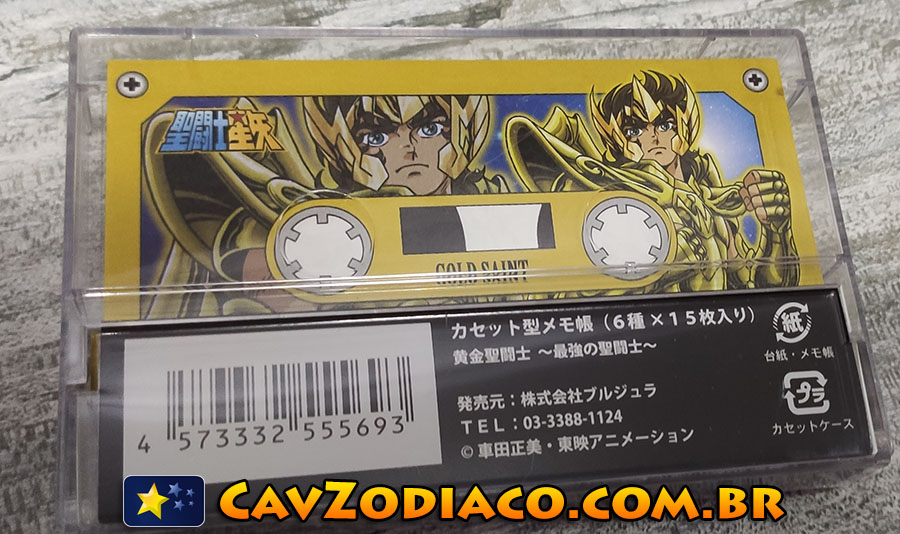 聖闘士星矢
GOLD SAINT
カセット型メモ帳（６種×１５枚入り）
黄金聖闘士 ～最強の聖闘士～
発売元：株式会社ブルジュラ
ＴＥＬ：03-3388-1124
© 車田正美・東映アニメーション
紙
台紙・メモ帳
プラ
カセットケース
4 573332 555693
CavZodiaco.com.br